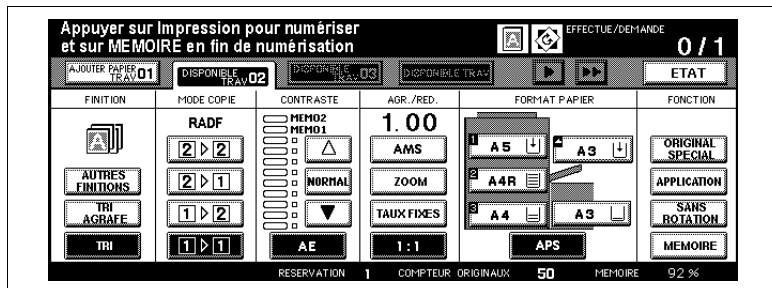 Appuyer sur Impression pour numériser
et sur MEMOIRE en fin de numérisation
EFFECTUE/DEMANDE
0/1
AJOUTER PAPIER
TRAV 01
DISPONIBLE
TRAV 02
DISPONIBLE
TRAV 03
DISPONIBLE TRAV
ETAT
FINITION
MODE COPIE
CONTRASTE
AGR./RED.
FORMAT PAPIER
FONCTION
AUTRES
FINITIONS
TRI
AGRAFE
TRI
RADF
2 ▷ 2
2 ▷ 1
1 ▷ 2
1 ▷ 1
MEMO2
MEMO1
NORMAL
AE
1.00
AMS
ZOOM
TAUX FIXES
1:1
1 A5
A3
2 A4R
3 A4
A3
APS
ORIGINAL
SPECIAL
APPLICATION
SANS
ROTATION
MEMOIRE
RESERVATION 1 COMPTEUR ORIGINAUX 50 MEMOIRE 92 %